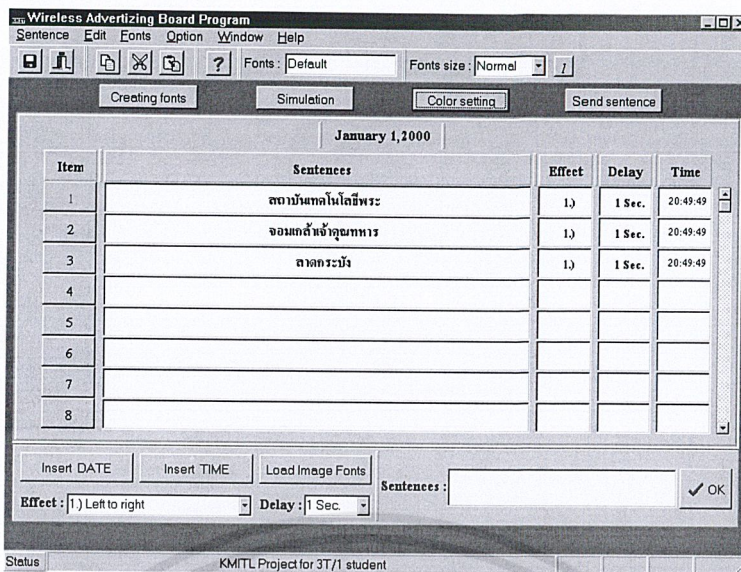 Wireless Advertizing Board Program
Sentence Edit Fonts Option Window Help
? Fonts : Default Fonts size : Normal 1
Creating fonts Simulation Color setting Send sentence
January 1,2000
Item Sentences Effect Delay Time
1 สถาบันเทคโนโลยีพระ 1.) 1 Sec. 20:49:49
2 จอมเกล้าเจ้าคุณทหาร 1.) 1 Sec. 20:49:49
3 ลาดกระบัง 1.) 1 Sec. 20:49:49
4
5
6
7
8
Insert DATE Insert TIME Load Image Fonts
Sentences : OK
Effect : 1.) Left to right Delay : 1 Sec.
Status KMITL Project for 3T/1 student